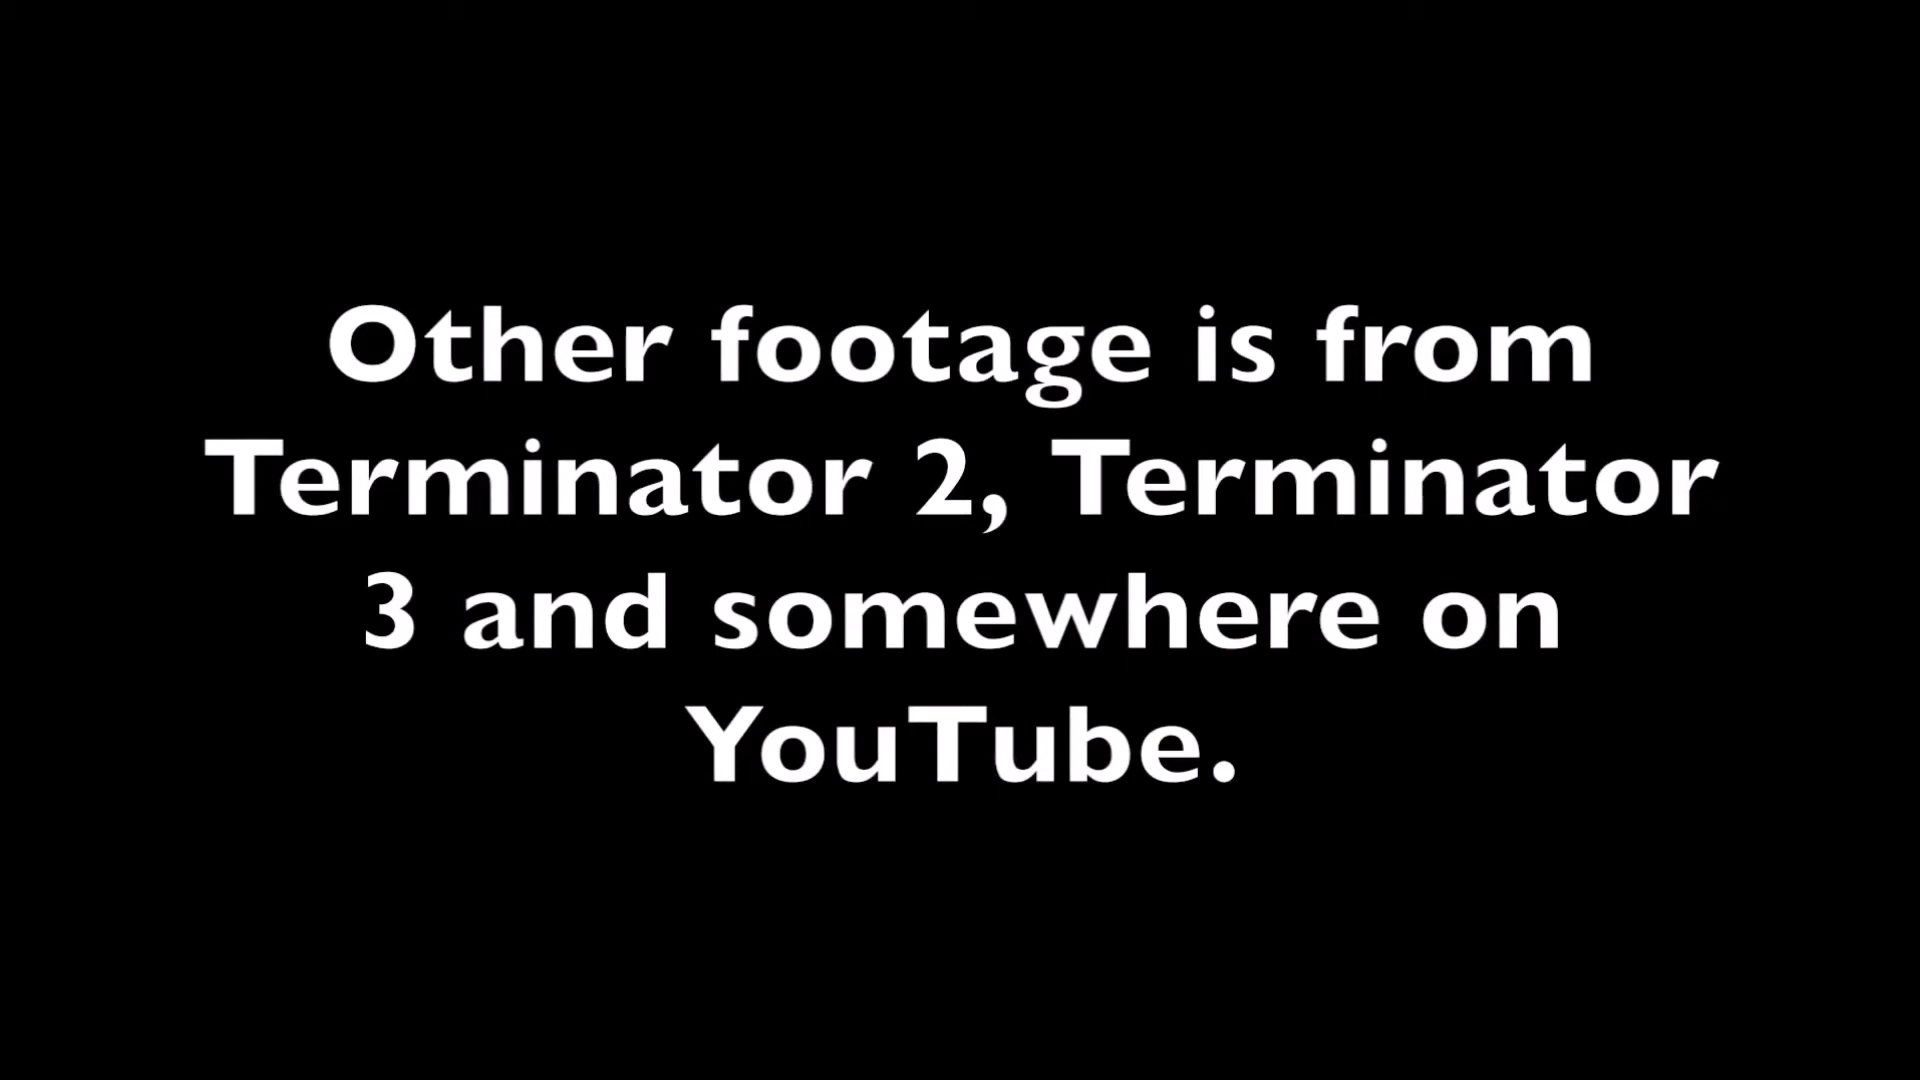 Other footage is from
Terminator 2, Terminator
3 and somewhere on
YouTube.